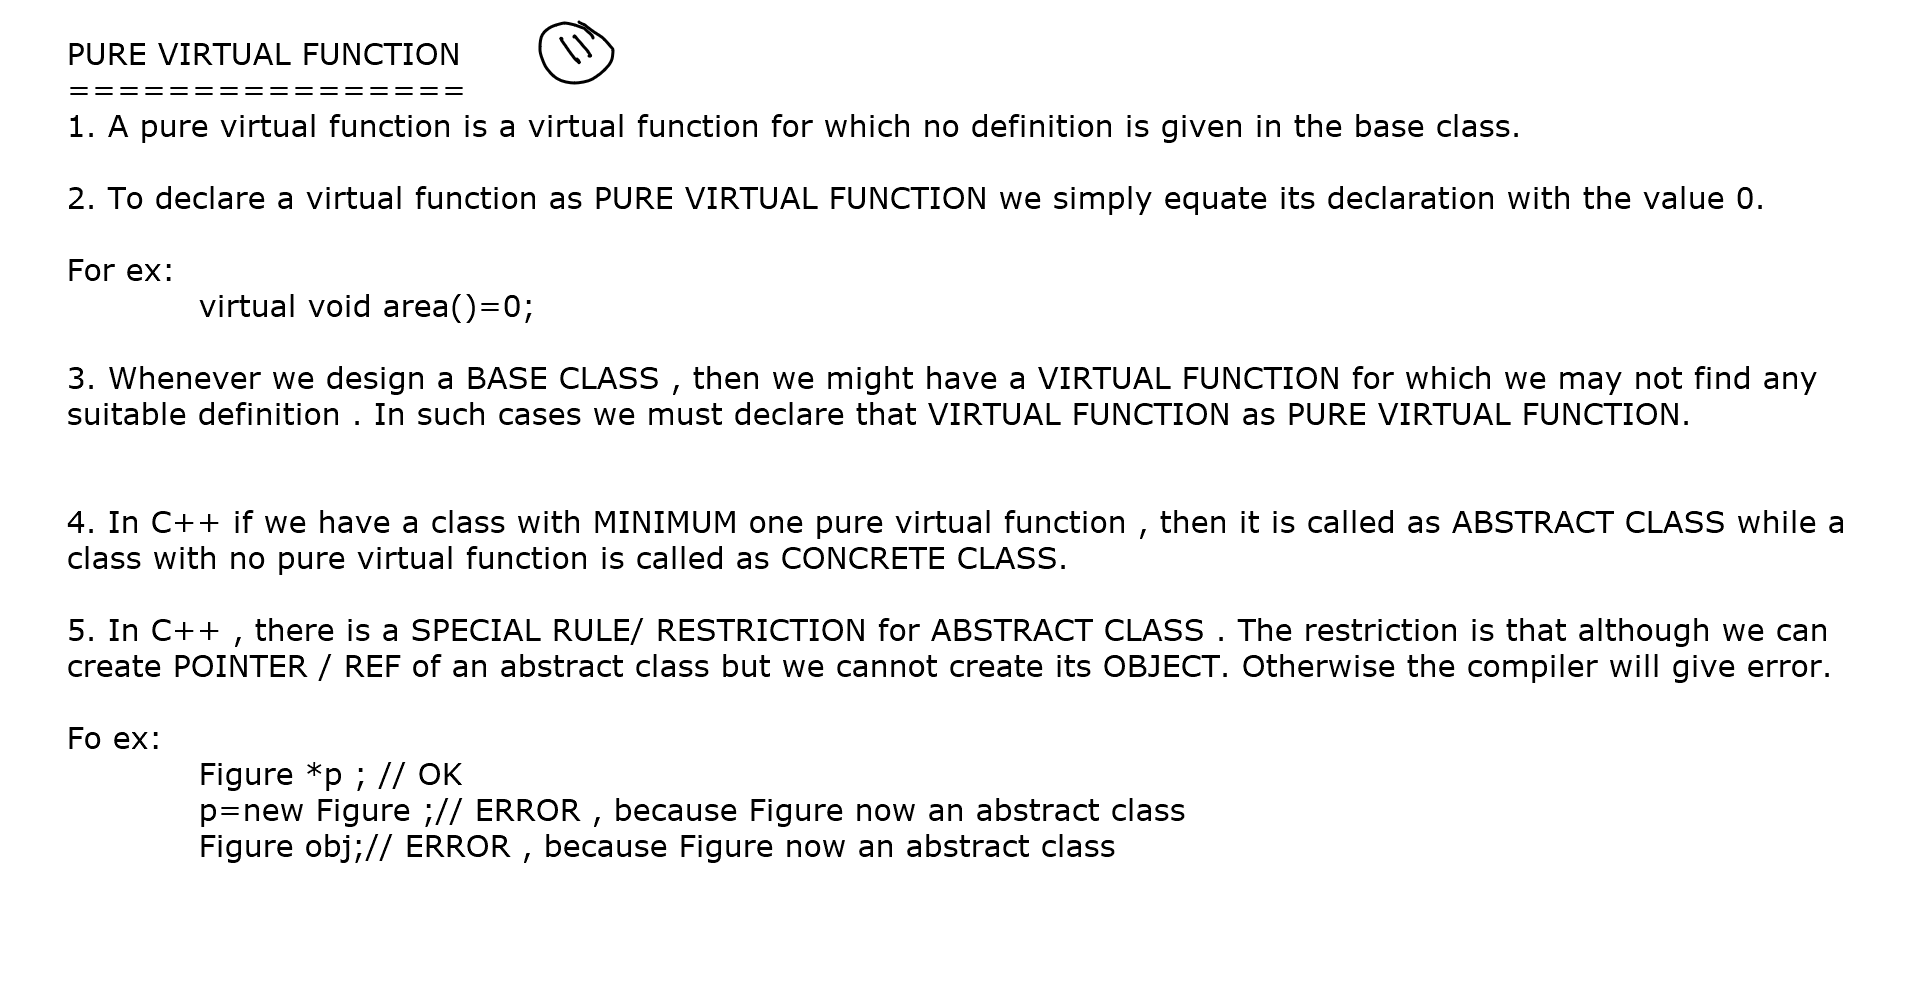 PURE VIRTUAL FUNCTION
================
1. A pure virtual function is a virtual function for which no definition is given in the base class.
2. To declare a virtual function as PURE VIRTUAL FUNCTION we simply equate its declaration with the value 0.
For ex:
virtual void area()=0;
3. Whenever we design a BASE CLASS , then we might have a VIRTUAL FUNCTION for which we may not find any
suitable definition . In such cases we must declare that VIRTUAL FUNCTION as PURE VIRTUAL FUNCTION.
4. In C++ if we have a class with MINIMUM one pure virtual function , then it is called as ABSTRACT CLASS while a
class with no pure virtual function is called as CONCRETE CLASS.
5. In C++ , there is a SPECIAL RULE/ RESTRICTION for ABSTRACT CLASS . The restriction is that although we can
create POINTER / REF of an abstract class but we cannot create its OBJECT. Otherwise the compiler will give error.
Fo ex:
Figure *p ; // OK
p=new Figure ;// ERROR , because Figure now an abstract class
Figure obj;// ERROR , because Figure now an abstract class